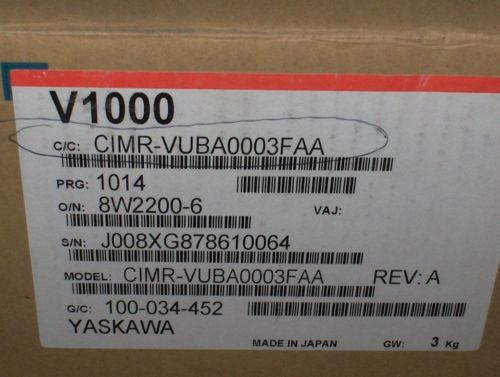 V1000
C/C: CIMR-VUBA0003FAA
PRG: 1014
O/N: 8W2200-6 VAJ:
S/N: J008XG878610064
MODEL: CIMR-VUBA0003FAA REV: A
G/C: 100-034-452
YASKAWA
MADE IN JAPAN GW: 3 Kg